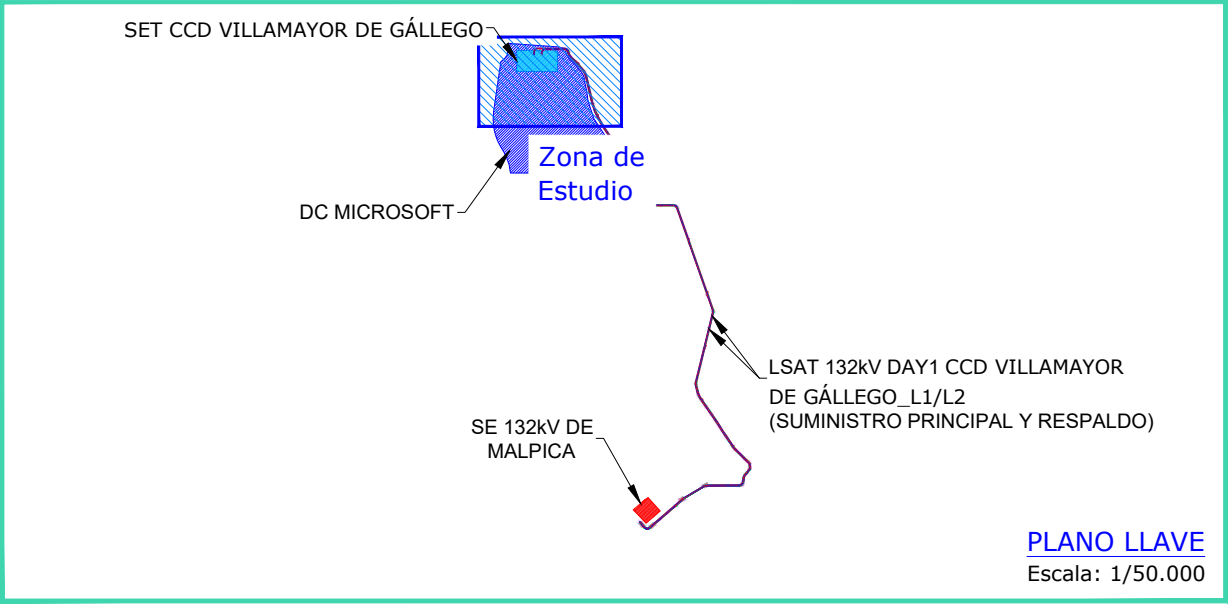 SET CCD VILLAMAYOR DE GÁLLEGO
Zona de
Estudio
DC MICROSOFT
LSAT 132kV DAY1 CCD VILLAMAYOR
DE GÁLLEGO_L1/L2
(SUMINISTRO PRINCIPAL Y RESPALDO)
SE 132kV DE
MALPICA
PLANO LLAVE
Escala: 1/50.000